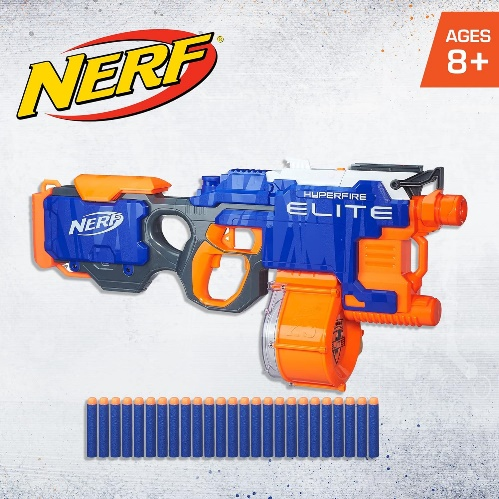 NERF
AGES
8+
HYPERFIRE
ELITE
NERF